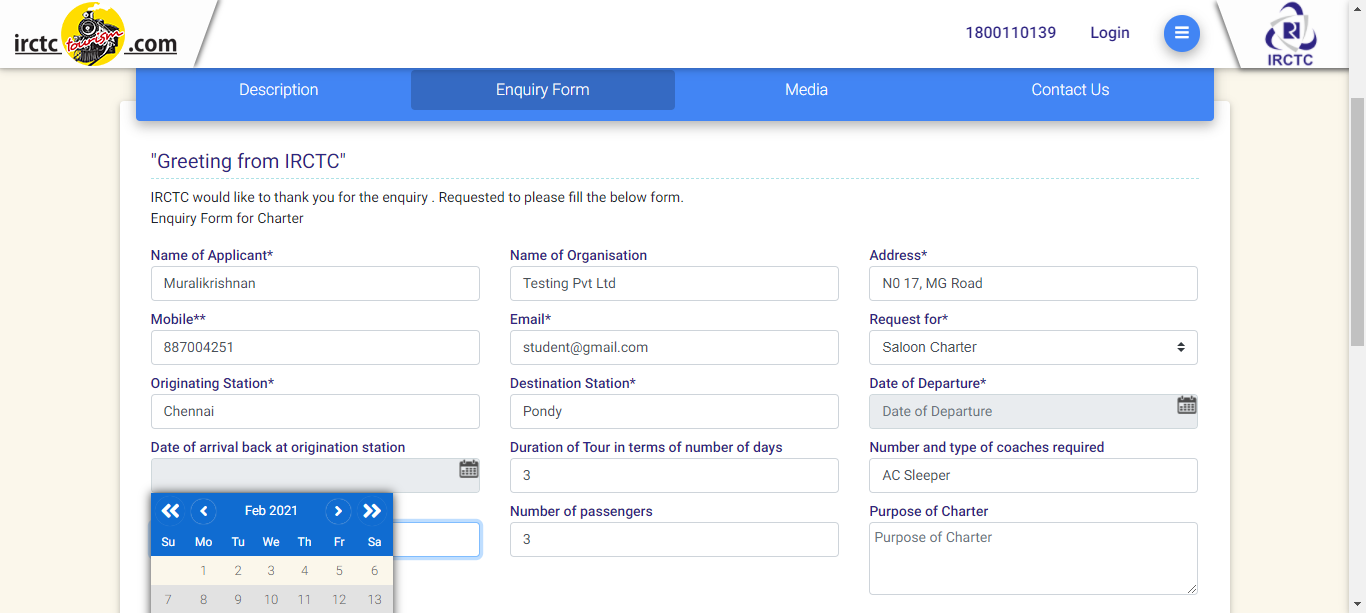 irctc tourism .com
1800110139 Login
IRCTC
Description Enquiry Form Media Contact Us
"Greeting from IRCTC"
IRCTC would like to thank you for the enquiry . Requested to please fill the below form.
Enquiry Form for Charter
Name of Applicant* Name of Organisation Address*
Muralikrishnan Testing Pvt Ltd N0 17, MG Road
Mobile** Email* Request for*
887004251 student@gmail.com Saloon Charter
Originating Station* Destination Station* Date of Departure*
Chennai Pondy Date of Departure
Date of arrival back at origination station Duration of Tour in terms of number of days Number and type of coaches required
3 AC Sleeper
Feb 2021 Number of passengers Purpose of Charter
Su Mo Tu We Th Fr Sa 3 Purpose of Charter
1 2 3 4 5 6
7 8 9 10 11 12 13